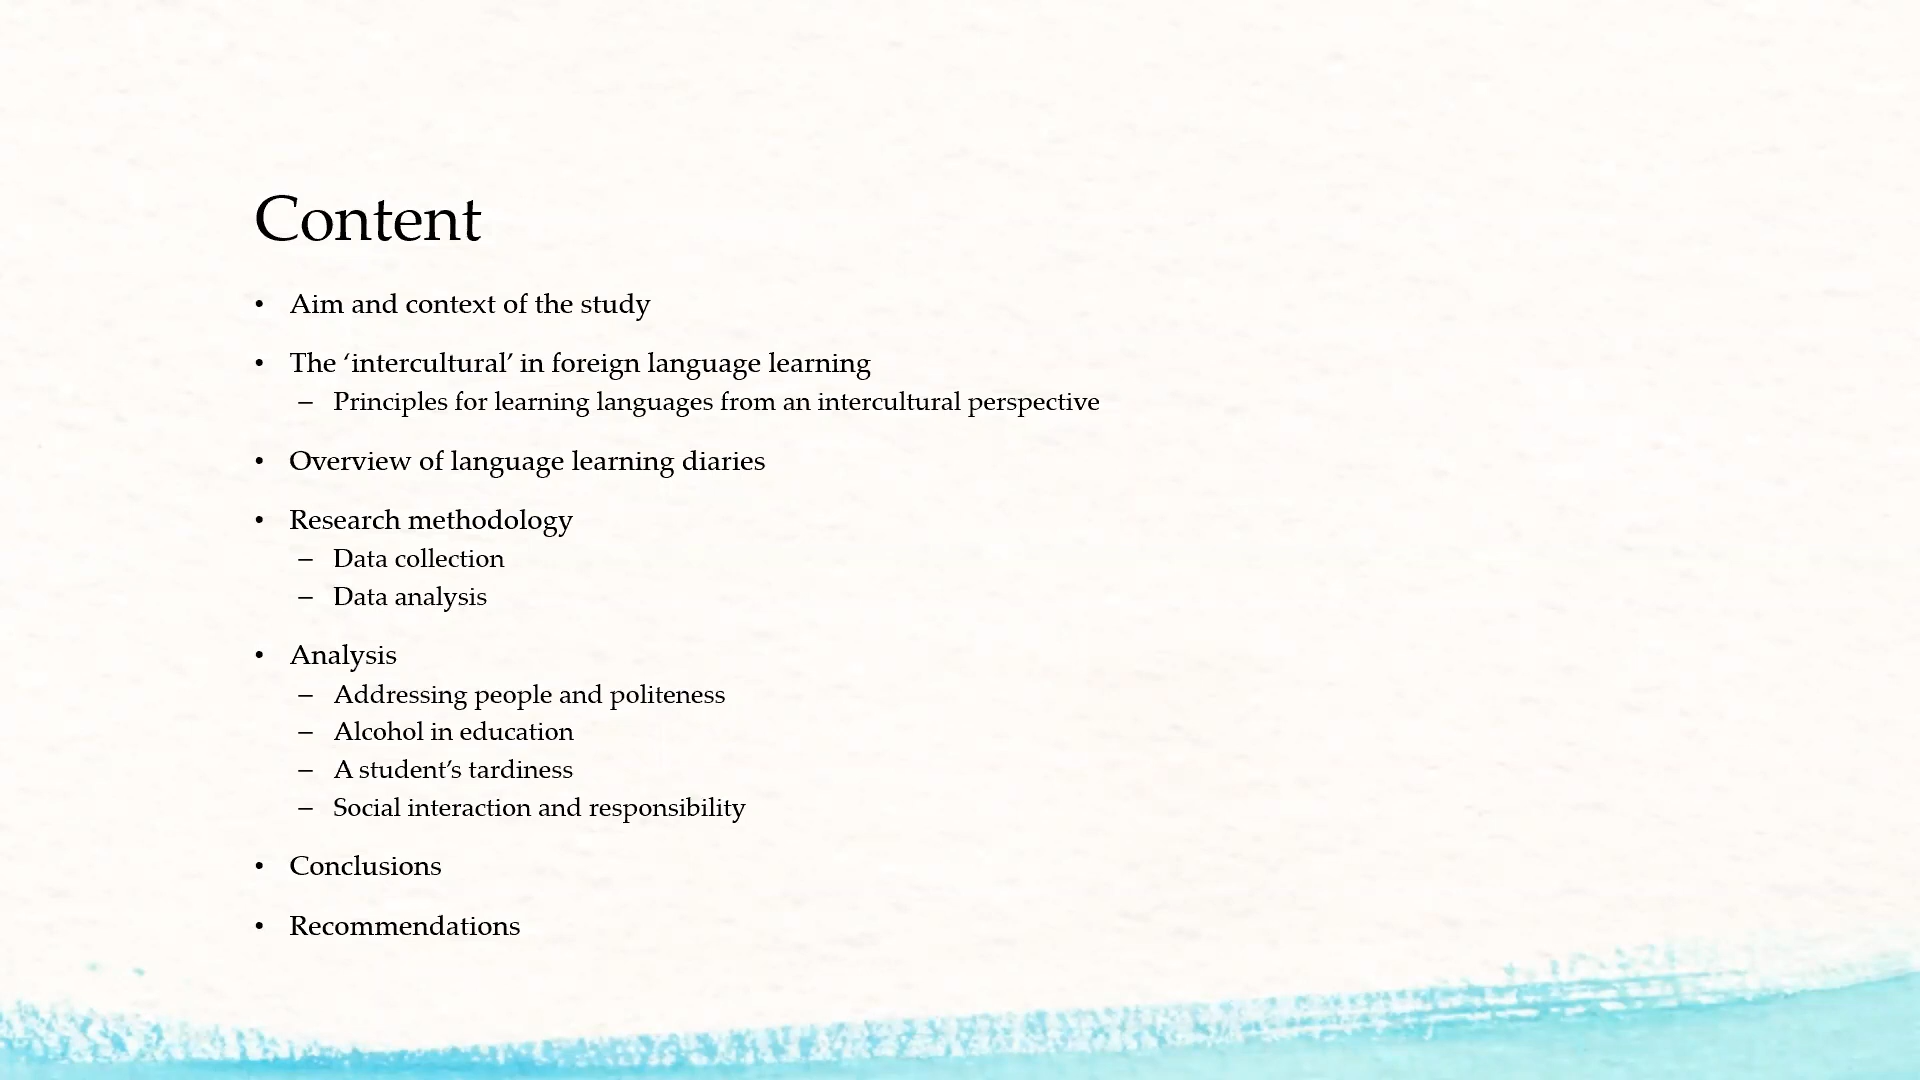 Content
• Aim and context of the study
• The ‘intercultural’ in foreign language learning
– Principles for learning languages from an intercultural perspective
• Overview of language learning diaries
• Research methodology
– Data collection
– Data analysis
• Analysis
– Addressing people and politeness
– Alcohol in education
– A student’s tardiness
– Social interaction and responsibility
• Conclusions
• Recommendations